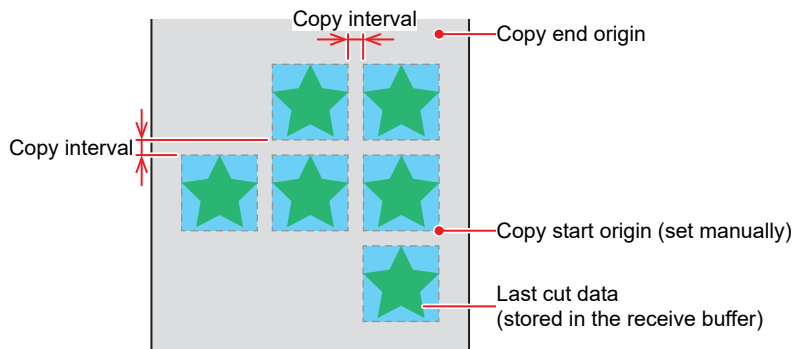 Copy interval
Copy end origin
Copy interval
Copy start origin (set manually)
Last cut data
(stored in the receive buffer)